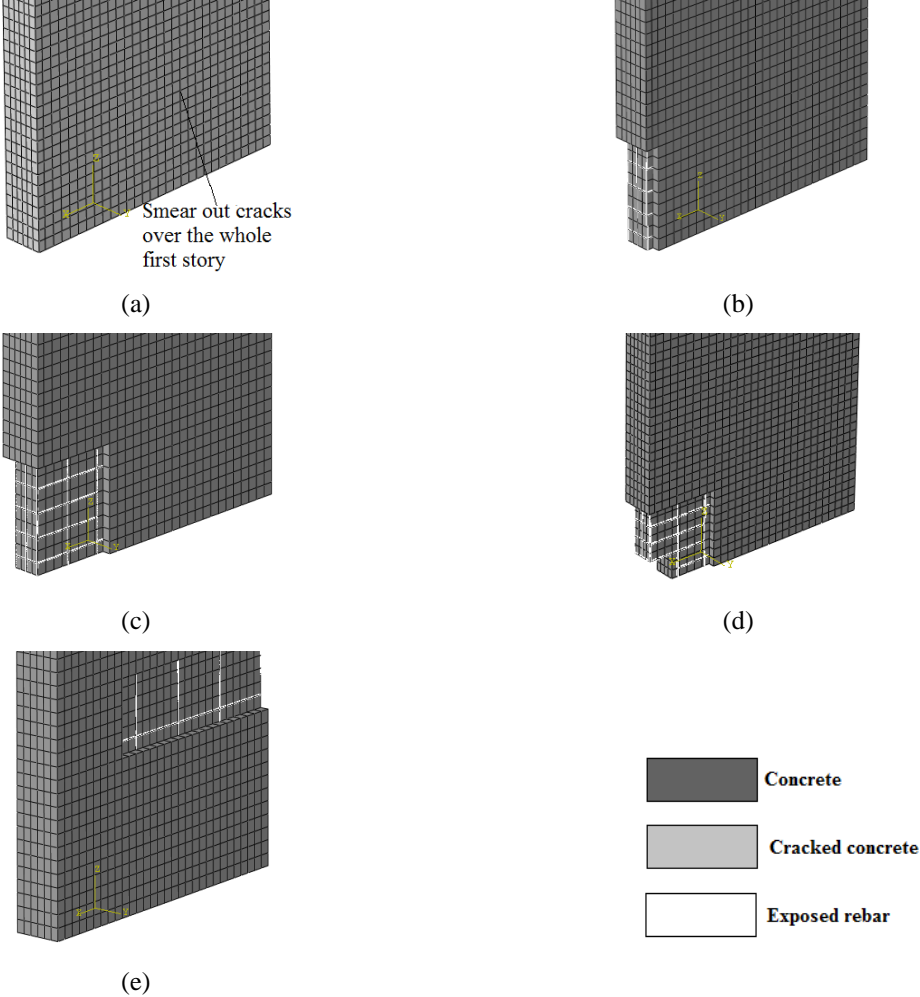 Smear out cracks
over the whole
first story
(a)
(b)
(c)
(d)
(e)
Concrete
Cracked concrete
Exposed rebar